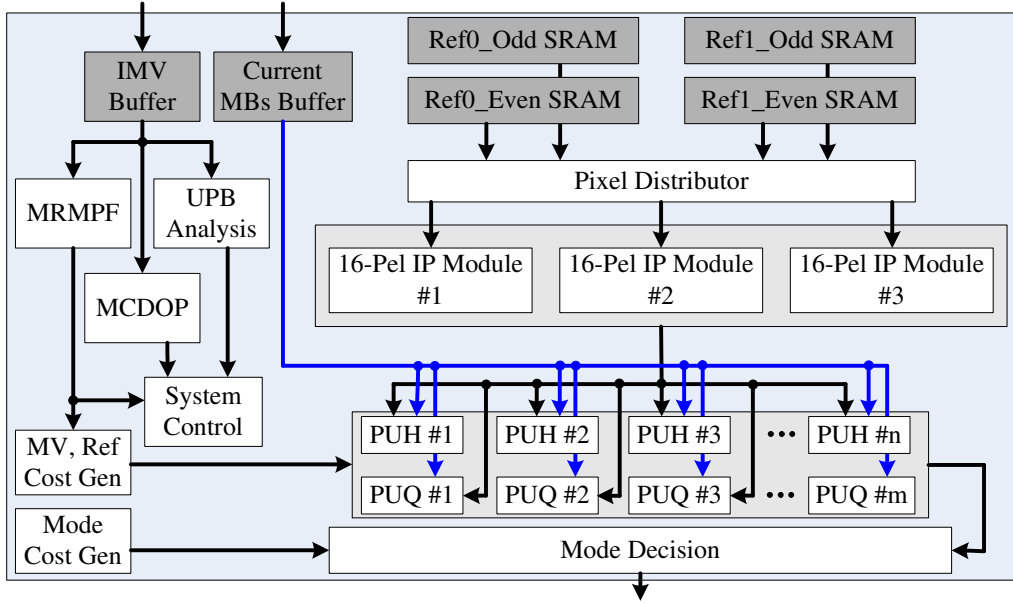 IMV
Buffer
Current
MBs Buffer
Ref0_Odd SRAM
Ref1_Odd SRAM
Ref0_Even SRAM
Ref1_Even SRAM
Pixel Distributor
MRMPF
UPB
Analysis
16-Pel IP Module
#1
16-Pel IP Module
#2
16-Pel IP Module
#3
MCDOP
System
Control
MV, Ref
Cost Gen
PUH #1
PUH #2
PUH #3
•••
PUH #n
PUQ #1
PUQ #2
PUQ #3
•••
PUQ #m
Mode
Cost Gen
Mode Decision